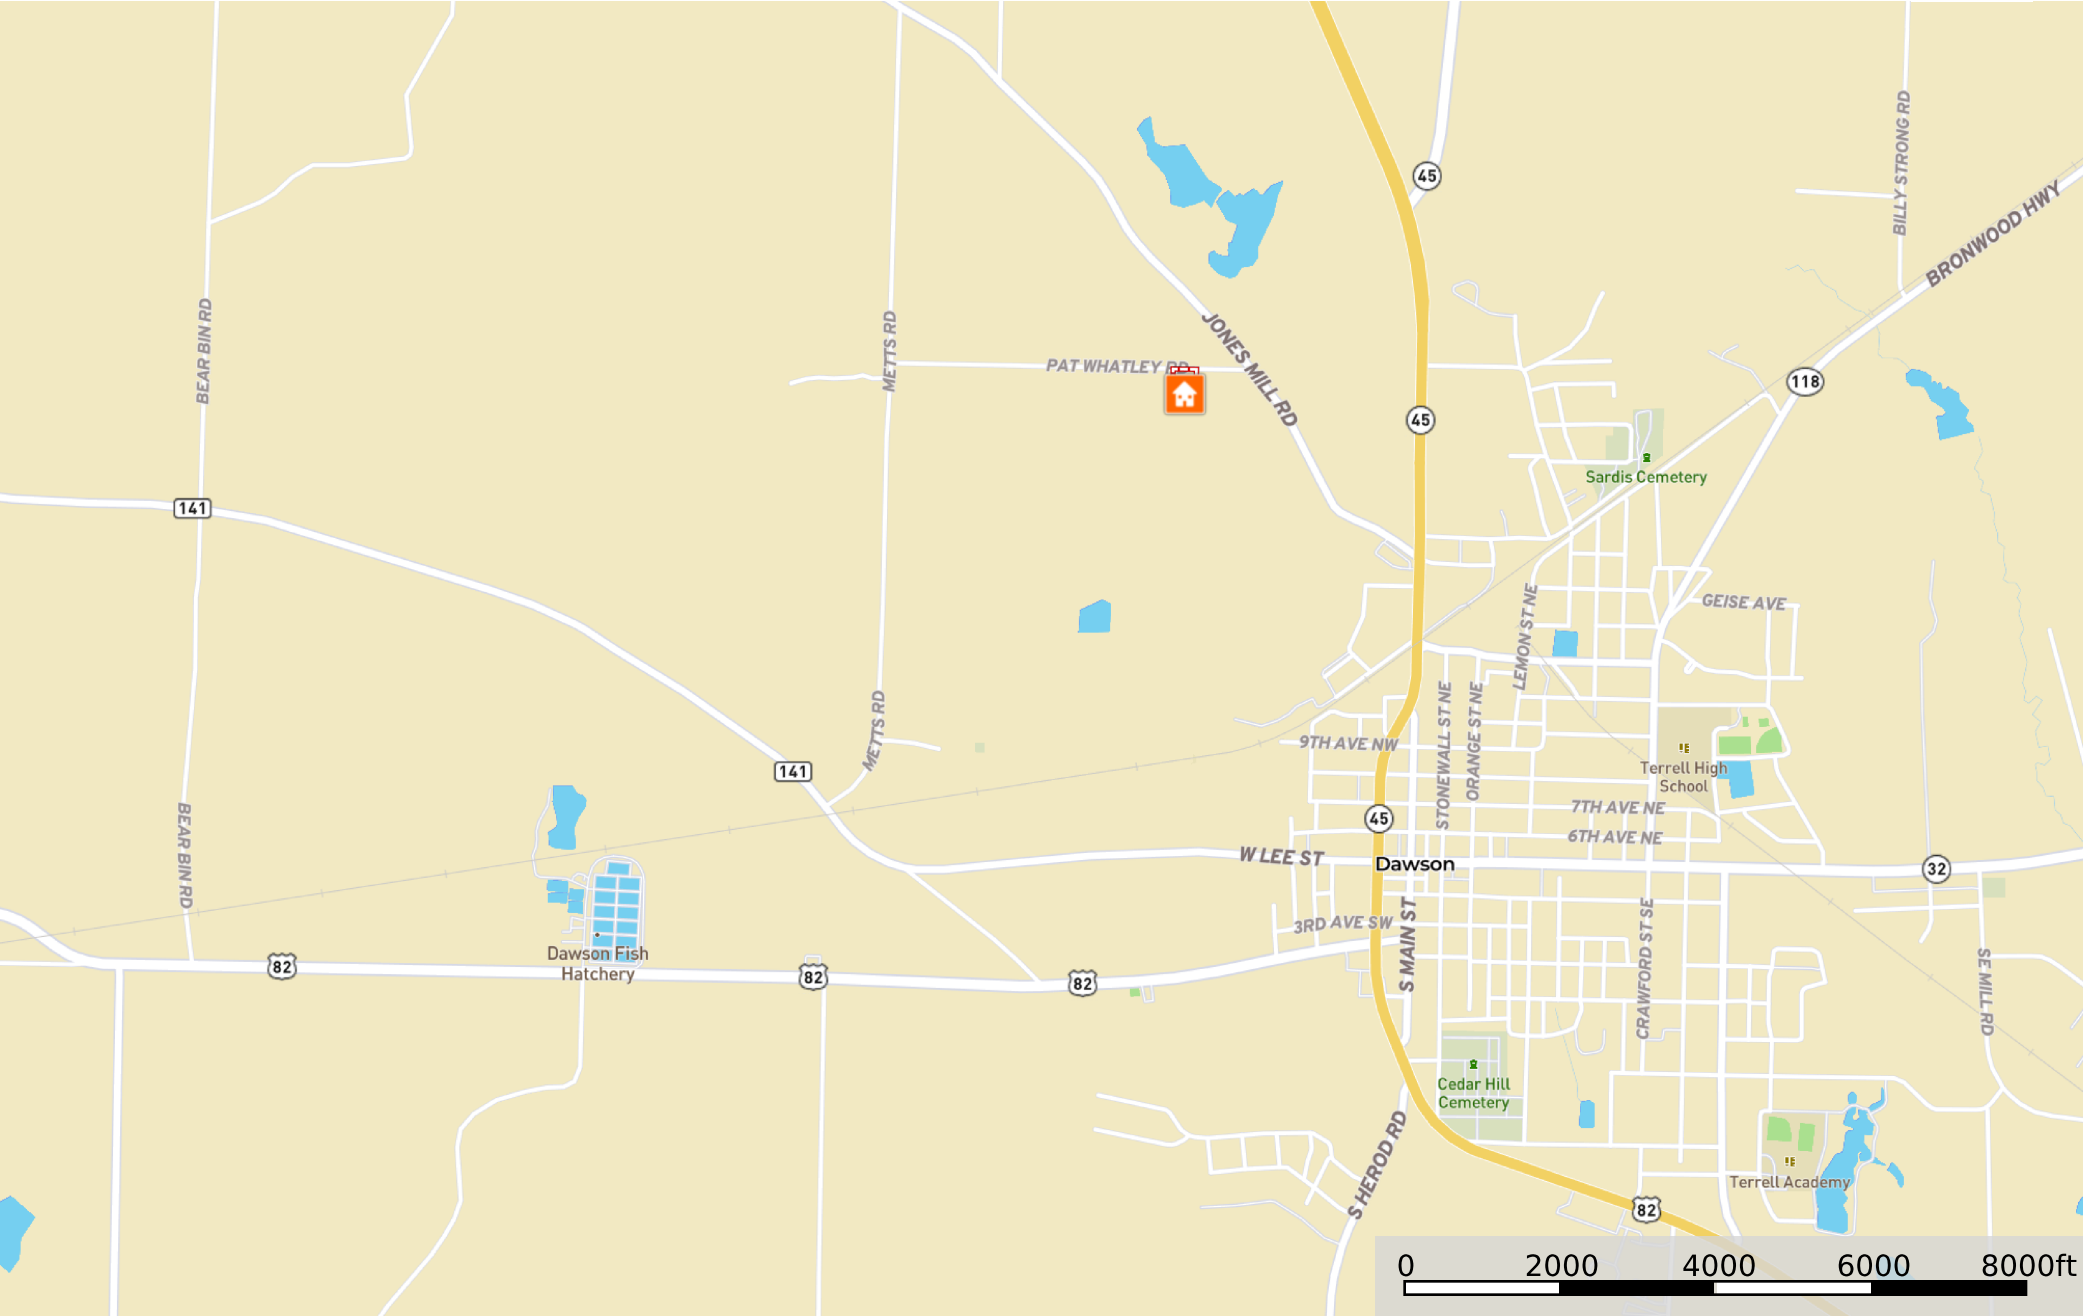 45
BILLY STRONG RD
BRONWOOD HWY
BEAR BIN RD
METTS RD
JONES MILL RD
PAT WHATLEY RD
118
45
Sardis Cemetery
141
GEISE AVE
LEMON ST NE
METTS RD
STONEWALL ST NE
ORANGE ST NE
9TH AVE NW
141
Terrell High
School
7TH AVE NE
45
6TH AVE NE
BEAR BIN RD
W LEE ST
Dawson
32
3RD AVE SW
S MAIN ST
CRAWFORD ST SE
SE MILL RD
Dawson Fish
Hatchery
82
82
82
Cedar Hill
Cemetery
S HEROD RD
Terrell Academy
82
0 2000 4000 6000 8000ft